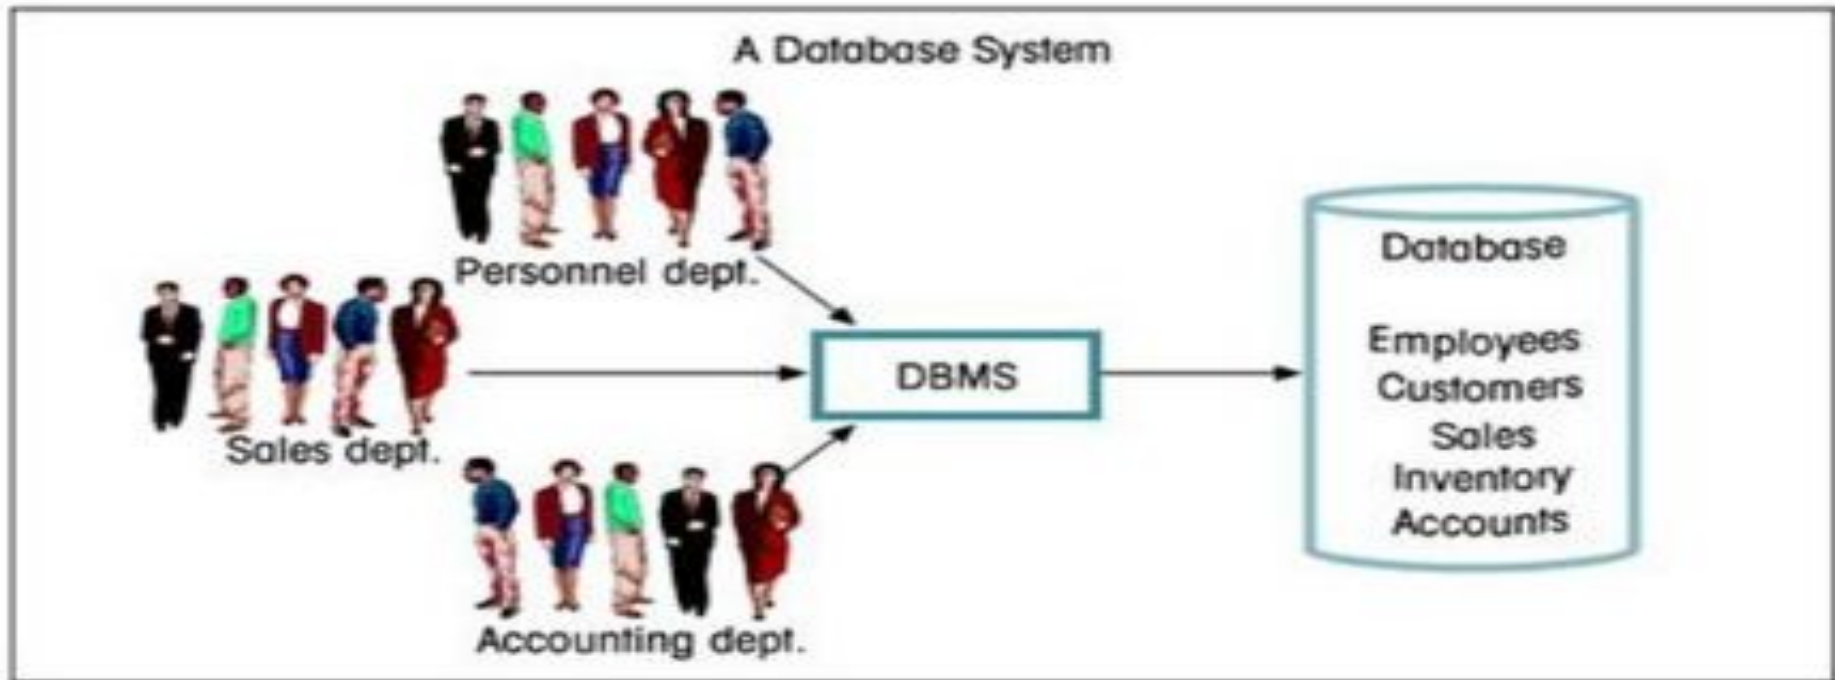 A Database System
Personnel dept.
Sales dept.
Accounting dept.
DBMS
Database
Employees
Customers
Sales
Inventory
Accounts